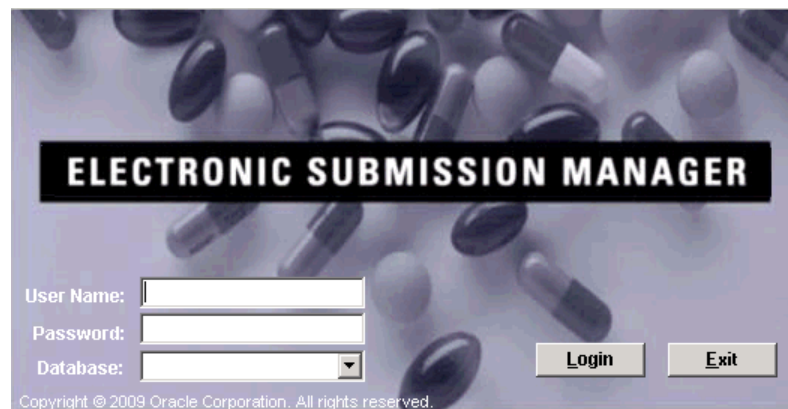 ELECTRONIC SUBMISSION MANAGER
User Name:
Password:
Database:
Login
Exit
Copyright © 2009 Oracle Corporation. All rights reserved.